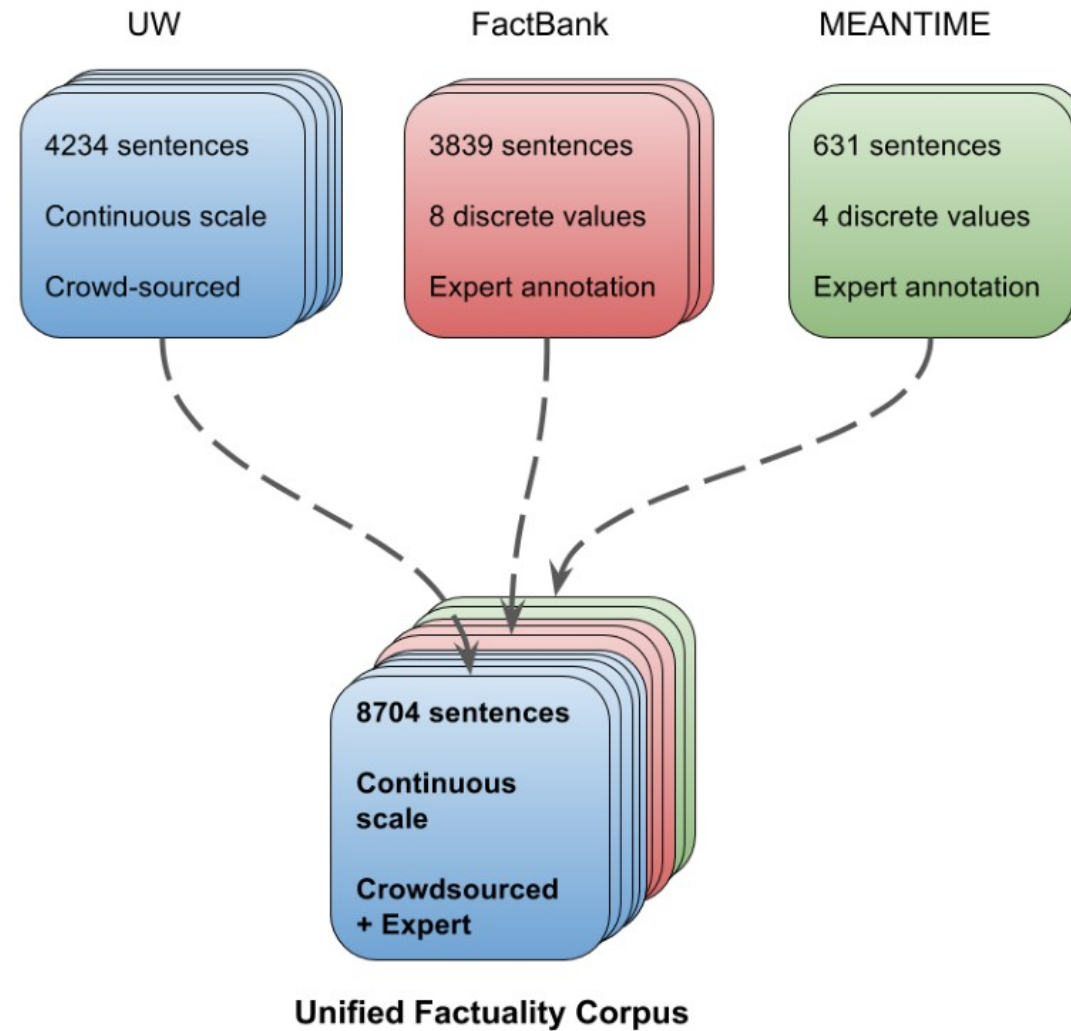 UW
FactBank
MEANTIME
4234 sentences
Continuous scale
Crowd-sourced
3839 sentences
8 discrete values
Expert annotation
631 sentences
4 discrete values
Expert annotation
8704 sentences
Continuous
scale
Crowdsourced
+ Expert
Unified Factuality Corpus